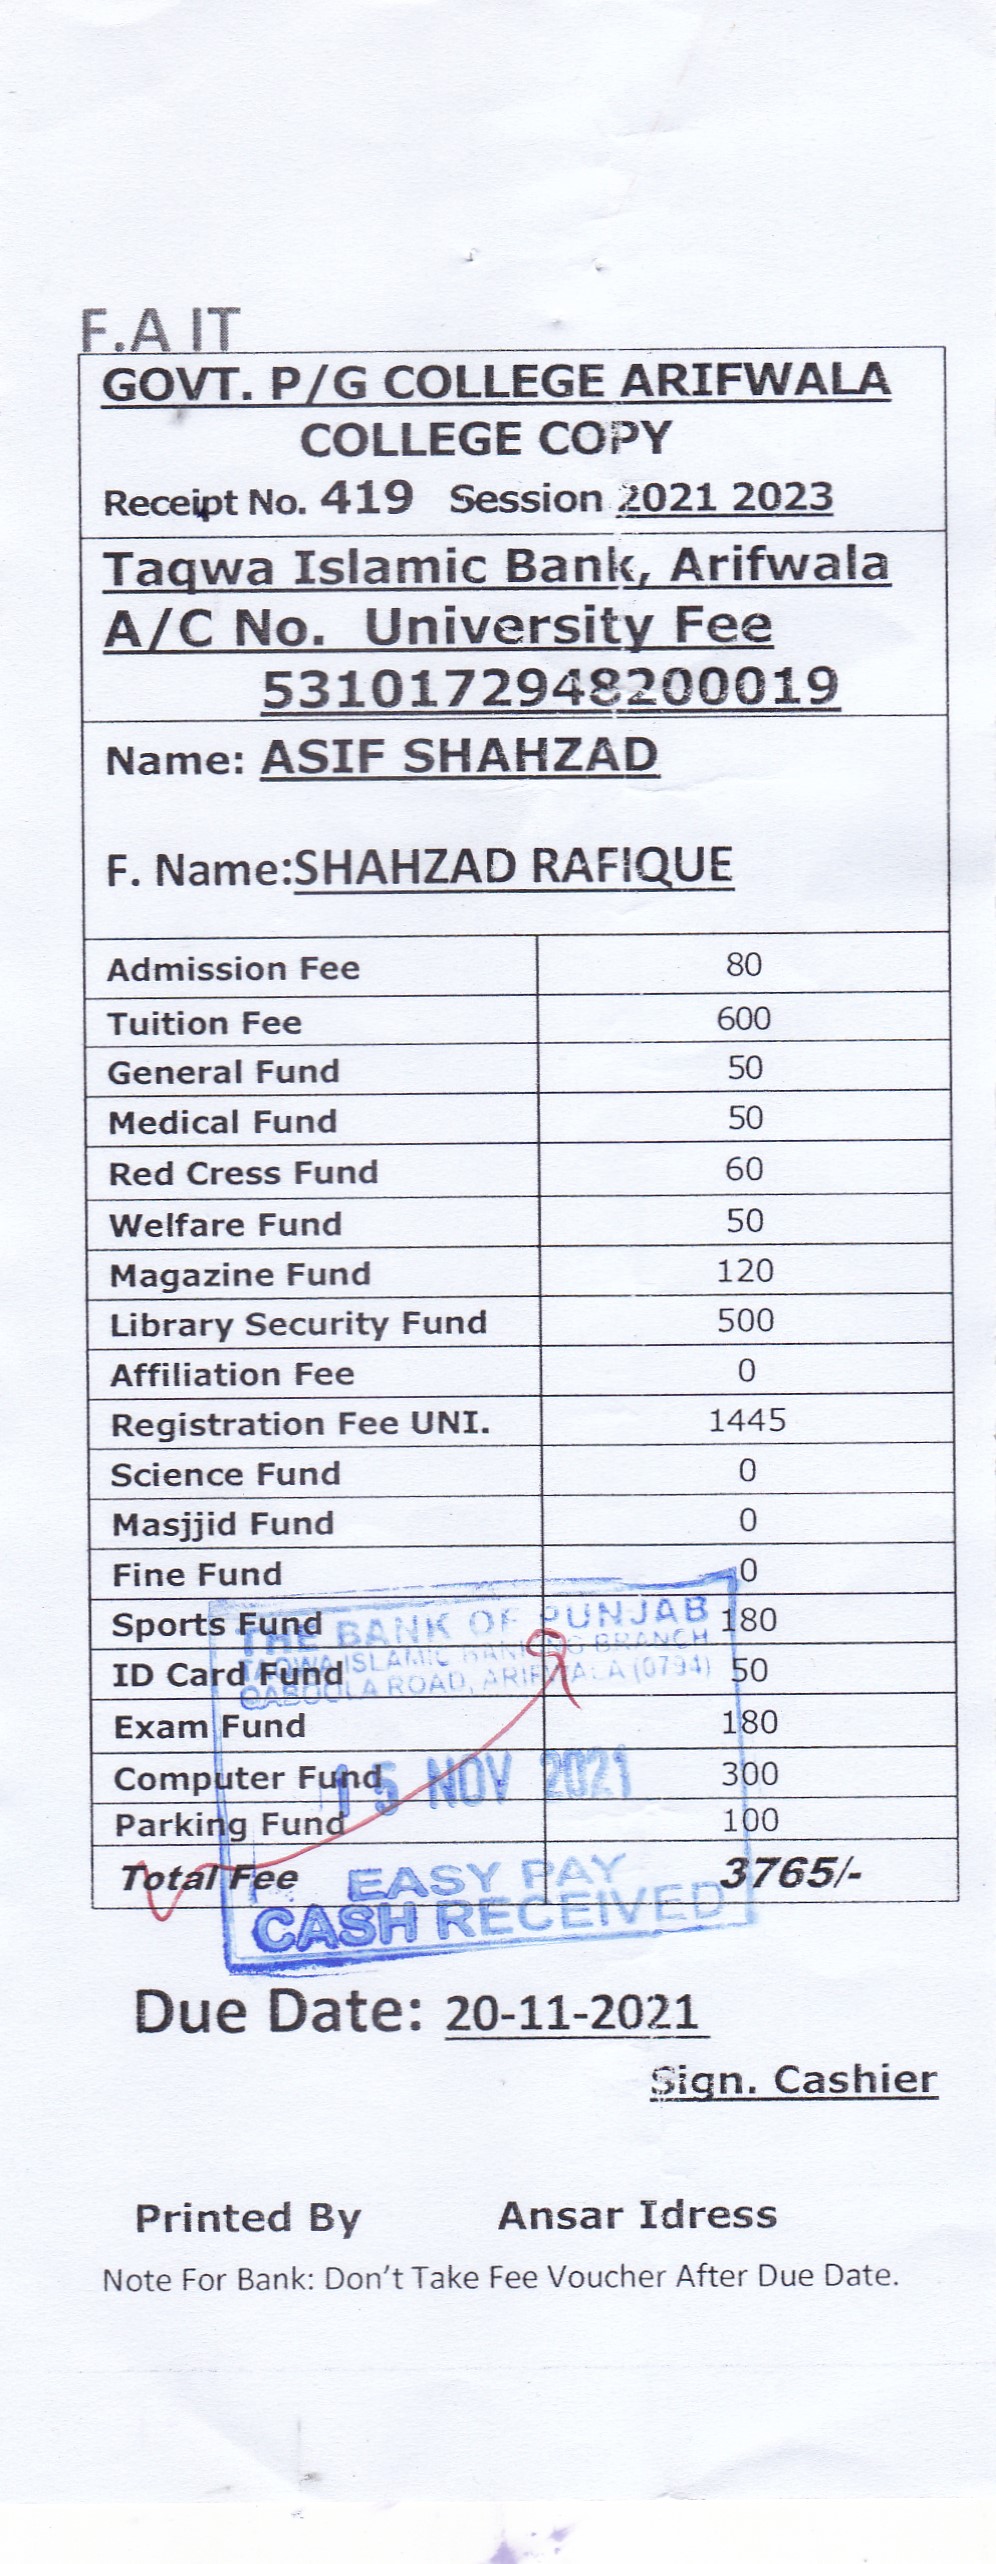 F.A IT
GOVT. P/G COLLEGE ARIFWALA
COLLEGE COPY
Receipt No. 419 Session 2021 2023
Taqwa Islamic Bank, Arifwala
A/C No. University Fee
5310172948200019
Name: ASIF SHAHZAD
F. Name:SHAHZAD RAFIQUE
Admission Fee 80
Tuition Fee 600
General Fund 50
Medical Fund 50
Red Cress Fund 60
Welfare Fund 50
Magazine Fund 120
Library Security Fund 500
Affiliation Fee 0
Registration Fee UNI. 1445
Science Fund 0
Masjjid Fund 0
Fine Fund 0
Sports Fund 180
ID Card Fund 50
Exam Fund 180
Computer Fund 300
Parking Fund 100
Total Fee 3765/-
THE BANK OF PUNJAB
TAQWA ISLAMIC BANKING BRANCH
QABOOLA ROAD, ARIFWALA (0794)
15 NOV 2021
EASY PAY
CASH RECEIVED
Due Date: 20-11-2021
Sign. Cashier
Printed By Ansar Idress
Note For Bank: Don't Take Fee Voucher After Due Date.